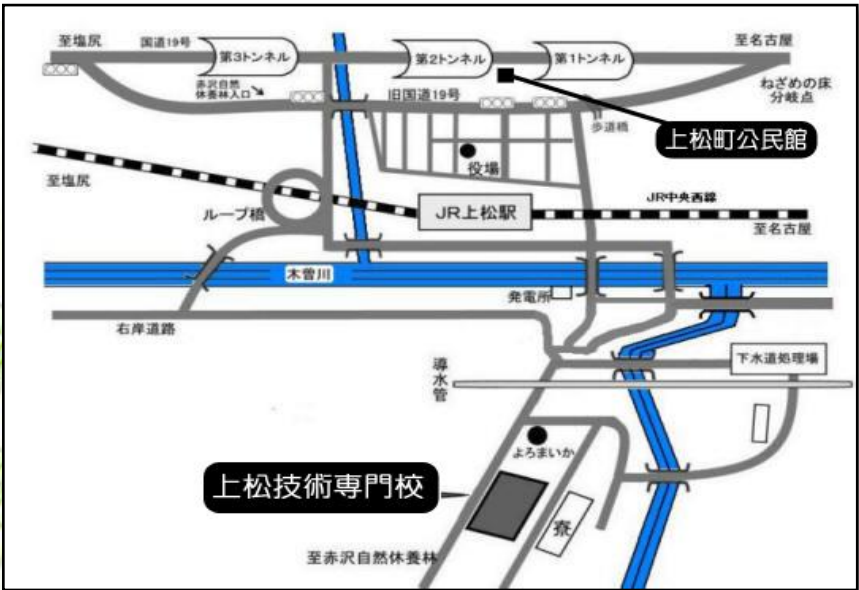 至塩尻
国道19号
第3トンネル
第2トンネル
第1トンネル
至名古屋
赤沢自然
休養林入口
旧国道19号
ねざめの床
分岐点
歩道橋
上松町公民館
役場
至塩尻
ループ橋
JR上松駅
JR中央西線
至名古屋
木曽川
発電所
右岸道路
導水管
下水道処理場
よろまいか
上松技術専門校
寮
至赤沢自然休養林